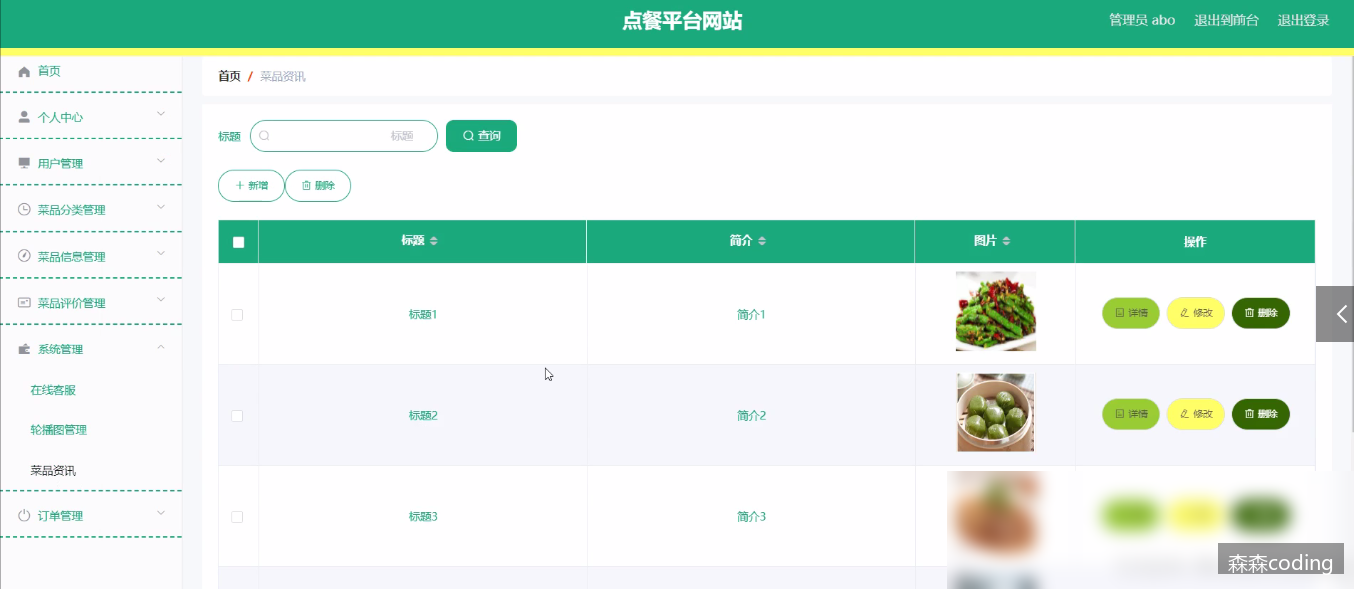 点餐平台网站
管理员 abo 退出到前台 退出登录
首页
个人中心
用户管理
菜品分类管理
菜品信息管理
菜品评价管理
系统管理
在线客服
轮播图管理
菜品资讯
订单管理
首页 / 菜品资讯
标题 标题 查询
新增 删除
标题 简介 图片 操作
标题1 简介1 详情 修改 删除
标题2 简介2 详情 修改 删除
标题3 简介3
森森coding